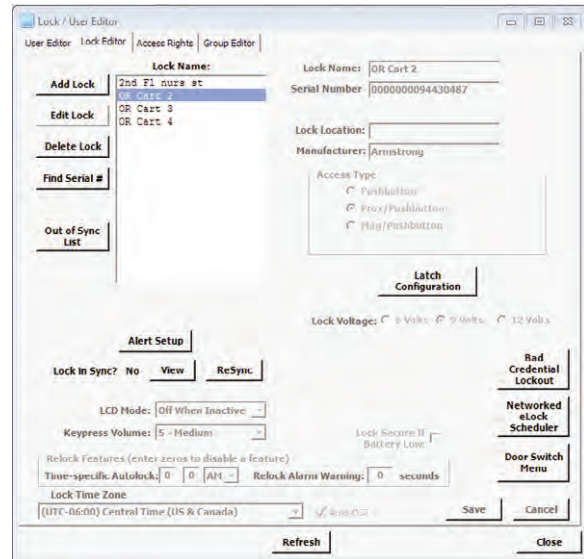 Lock / User Editor
User Editor Lock Editor Access Rights Group Editor
Lock Name:
Add Lock
Edit Lock
Delete Lock
Find Serial #
Out of Sync
List
2nd Fl nurs st
OR Cart 2
OR Cart 3
OR Cart 4
Lock Name: OR Cart 2
Serial Number 0000000094430487
Lock Location:
Manufacturer: Armstrong
Access Type
Pushbutton
Prox/Pushbutton
Mag/Pushbutton
Latch
Configuration
Lock Voltage: 6 Volts 9 Volts 12 Volts
Alert Setup
Lock In Sync? No View ReSync
LCD Mode: Off When Inactive
Keypress Volume: 5 - Medium
Lock Secure If
Battery Low:
Bad
Credential
Lockout
Networked
eLock
Scheduler
Door Switch
Menu
Relock Features (enter zeros to disable a feature)
Time-specific Autolock: 0 0 AM Relock Alarm Warning: 0 seconds
Lock Time Zone
(UTC-06:00) Central Time (US & Canada)
Auto-DST
Save Cancel
Refresh Close